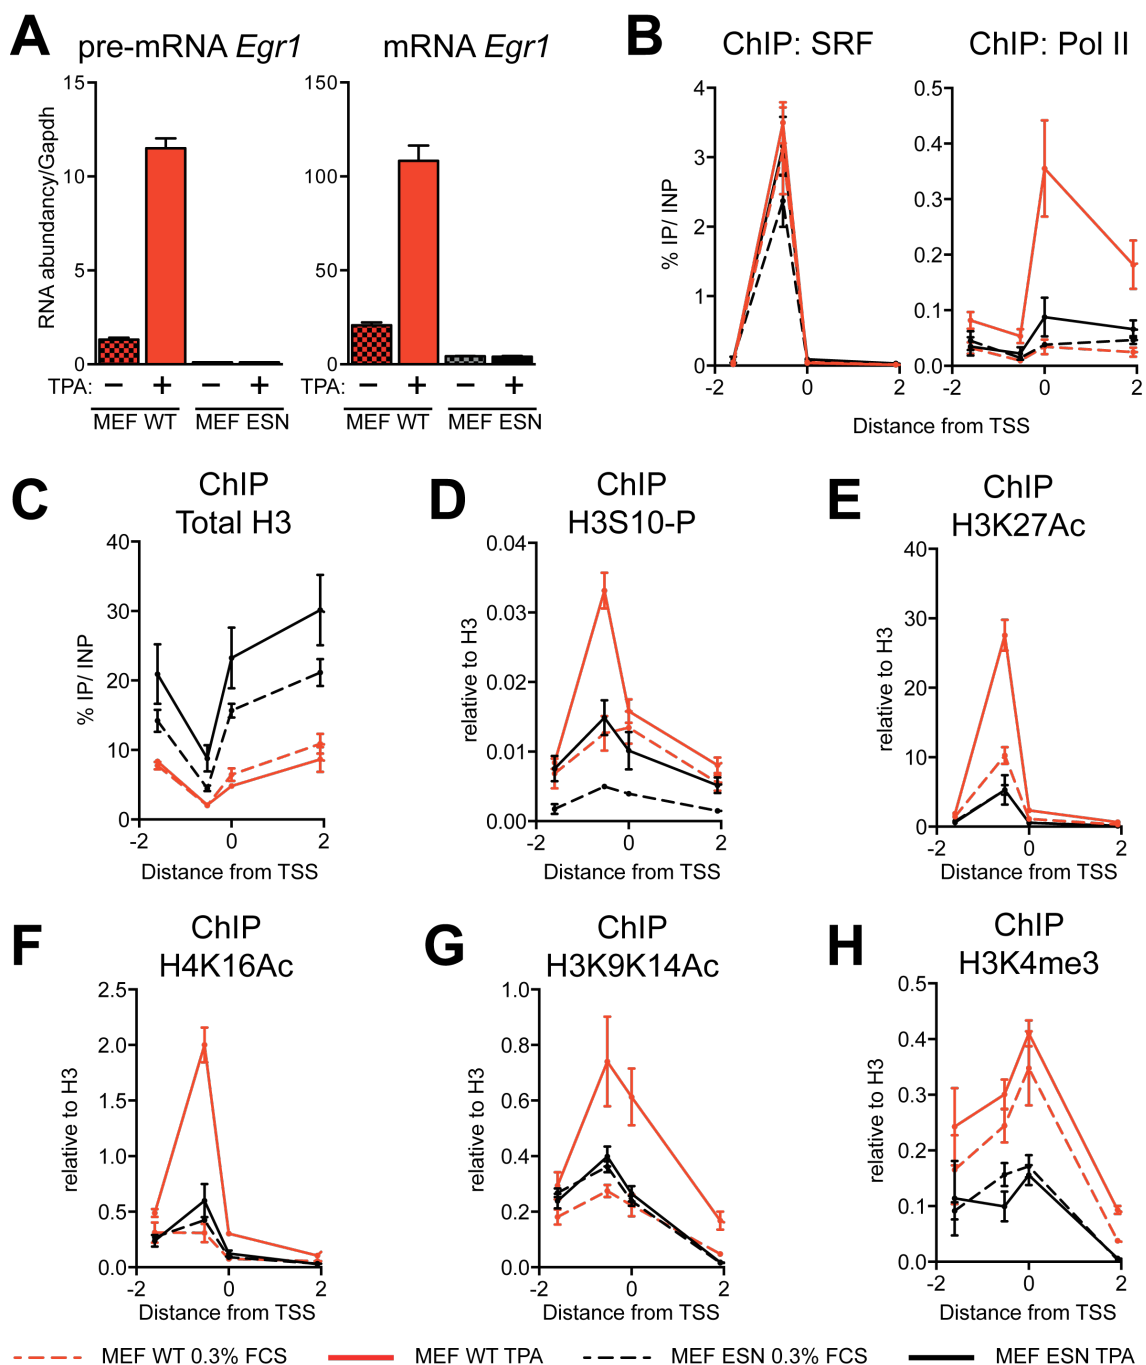 A
pre-mRNA Egr1
mRNA Egr1
RNA abundancy/Gapdh
15
10
5
0
150
100
50
0
TPA: − + − +
− + − +
MEF WT MEF ESN
MEF WT MEF ESN
B
ChIP: SRF
ChIP: Pol II
% IP/ INP
4
3
2
1
0
-2 0 2
0.5
0.4
0.3
0.2
0.1
0.0
-2 0 2
Distance from TSS
C
ChIP
Total H3
% IP/ INP
40
30
20
10
0
-2 0 2
Distance from TSS
D
ChIP
H3S10-P
relative to H3
0.04
0.03
0.02
0.01
0.00
-2 0 2
Distance from TSS
E
ChIP
H3K27Ac
relative to H3
40
30
20
10
0
-2 0 2
Distance from TSS
F
ChIP
H4K16Ac
relative to H3
2.5
2.0
1.5
1.0
0.5
0.0
-2 0 2
Distance from TSS
G
ChIP
H3K9K14Ac
relative to H3
1.0
0.8
0.6
0.4
0.2
0.0
-2 0 2
Distance from TSS
H
ChIP
H3K4me3
relative to H3
0.5
0.4
0.3
0.2
0.1
0.0
-2 0 2
Distance from TSS
MEF WT 0.3% FCS MEF WT TPA MEF ESN 0.3% FCS MEF ESN TPA